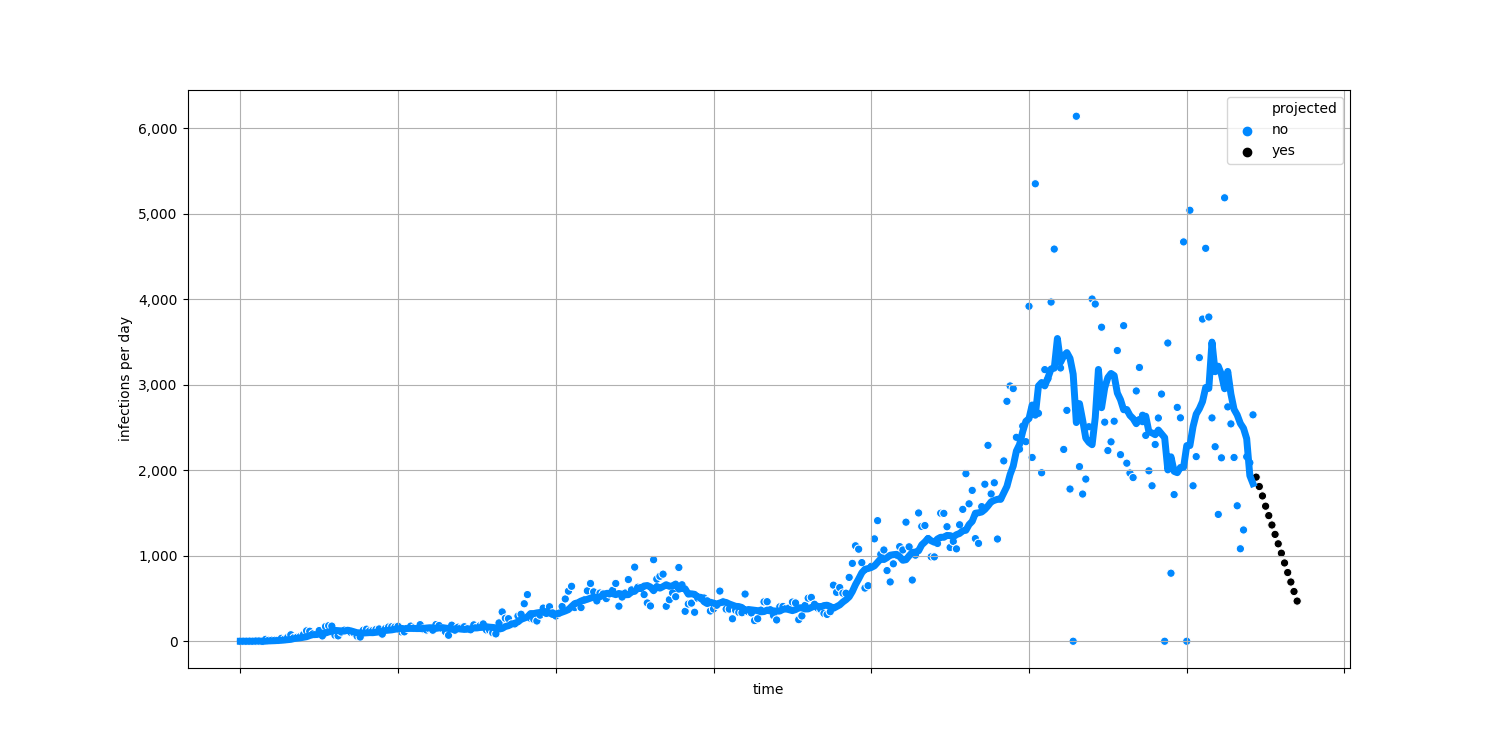 projected
no
yes
6,000
5,000
4,000
3,000
2,000
1,000
0
infections per day
time